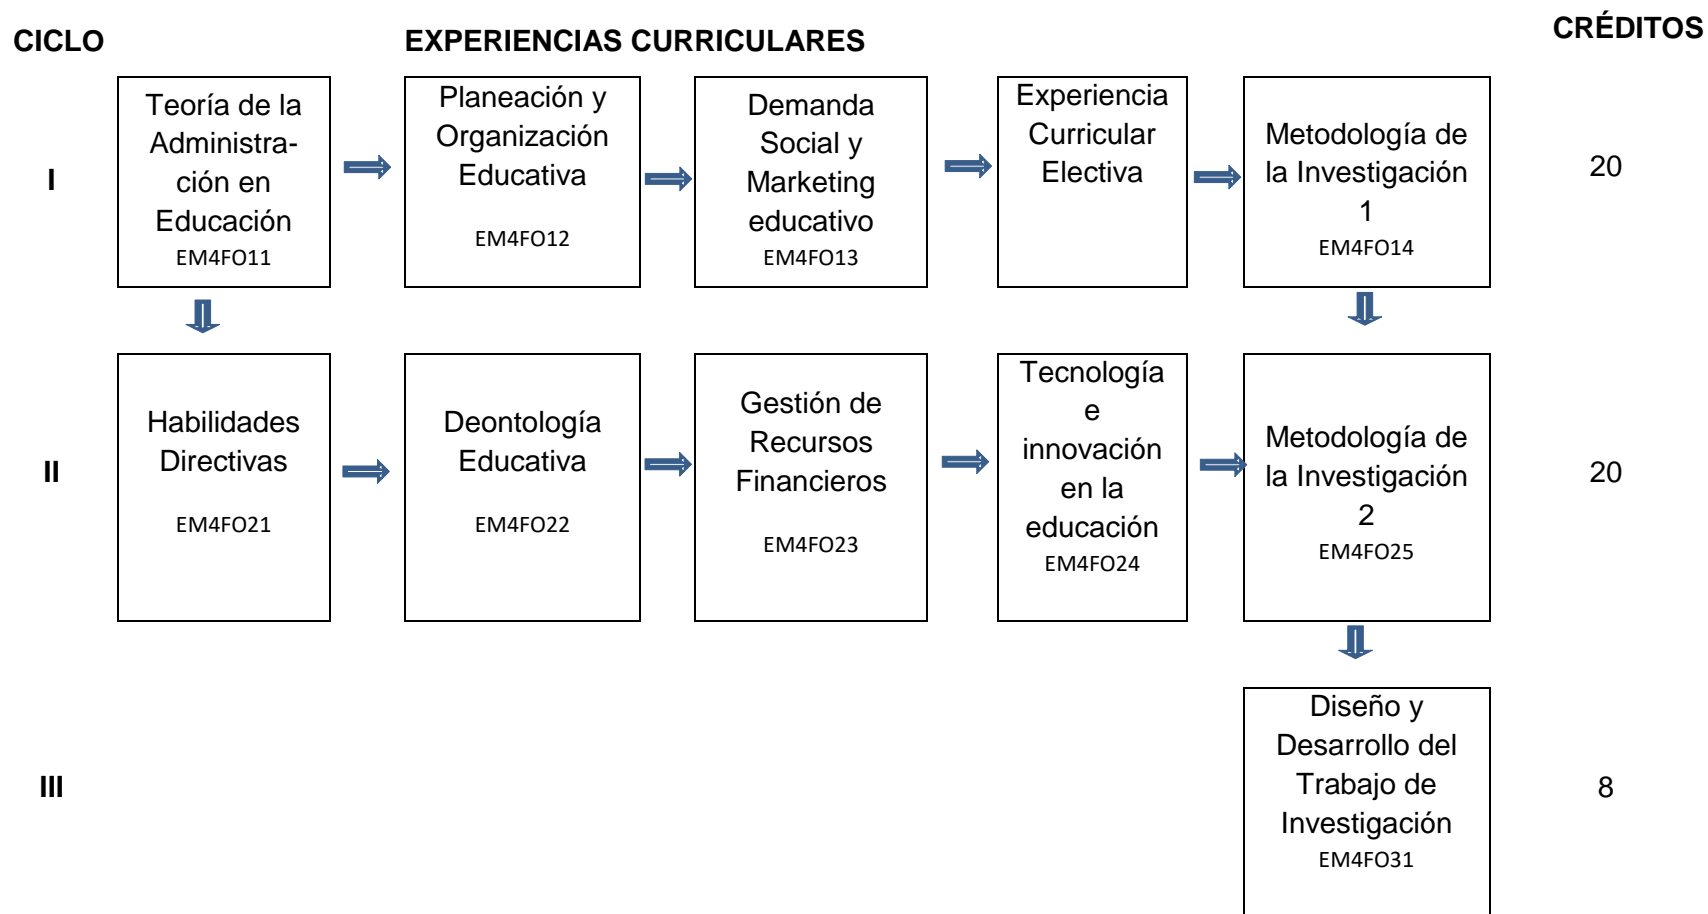 CICLO
EXPERIENCIAS CURRICULARES
CRÉDITOS
I
Teoría de la
Administra-
ción en
Educación
EM4FO11
Planeación y
Organización
Educativa
EM4FO12
Demanda
Social y
Marketing
educativo
EM4FO13
Experiencia
Curricular
Electiva
Metodología de
la Investigación
1
EM4FO14
20
II
Habilidades
Directivas
EM4FO21
Deontología
Educativa
EM4FO22
Gestión de
Recursos
Financieros
EM4FO23
Tecnología
e
innovación
en la
educación
EM4FO24
Metodología de
la Investigación
2
EM4FO25
20
III
Diseño y
Desarrollo del
Trabajo de
Investigación
EM4FO31
8